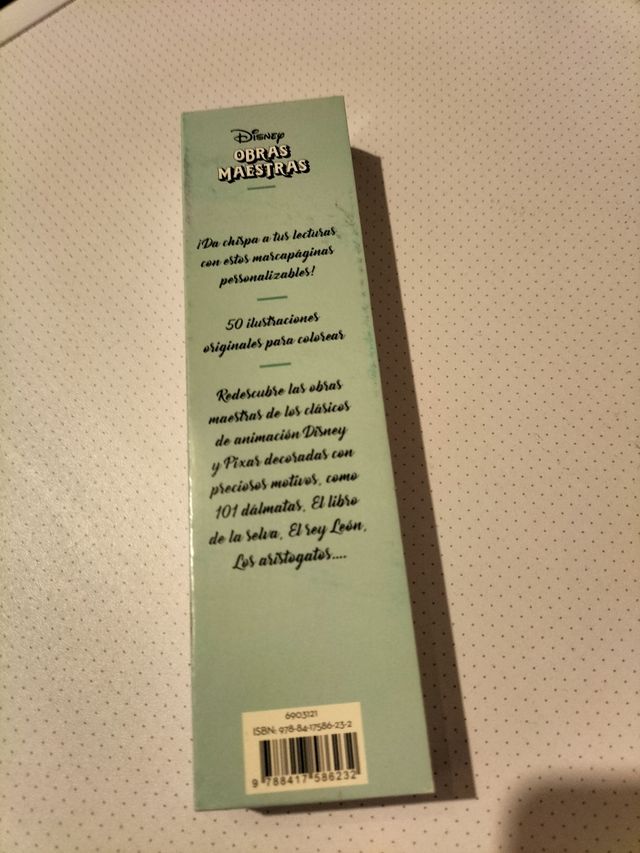 Disney
OBRAS
MAESTRAS
¡Da chispa a tus lecturas
con estos marcapáginas
personalizables!
50 ilustraciones
originales para colorear
Redescubre las obras
maestras de los clásicos
de animación Disney
y Pixar decoradas con
preciosos motivos, como
101 dálmatas, El libro
de la selva, El rey León,
Los aristogatos....
6903121
ISBN: 978-84-17586-23-2
9 788417 586232